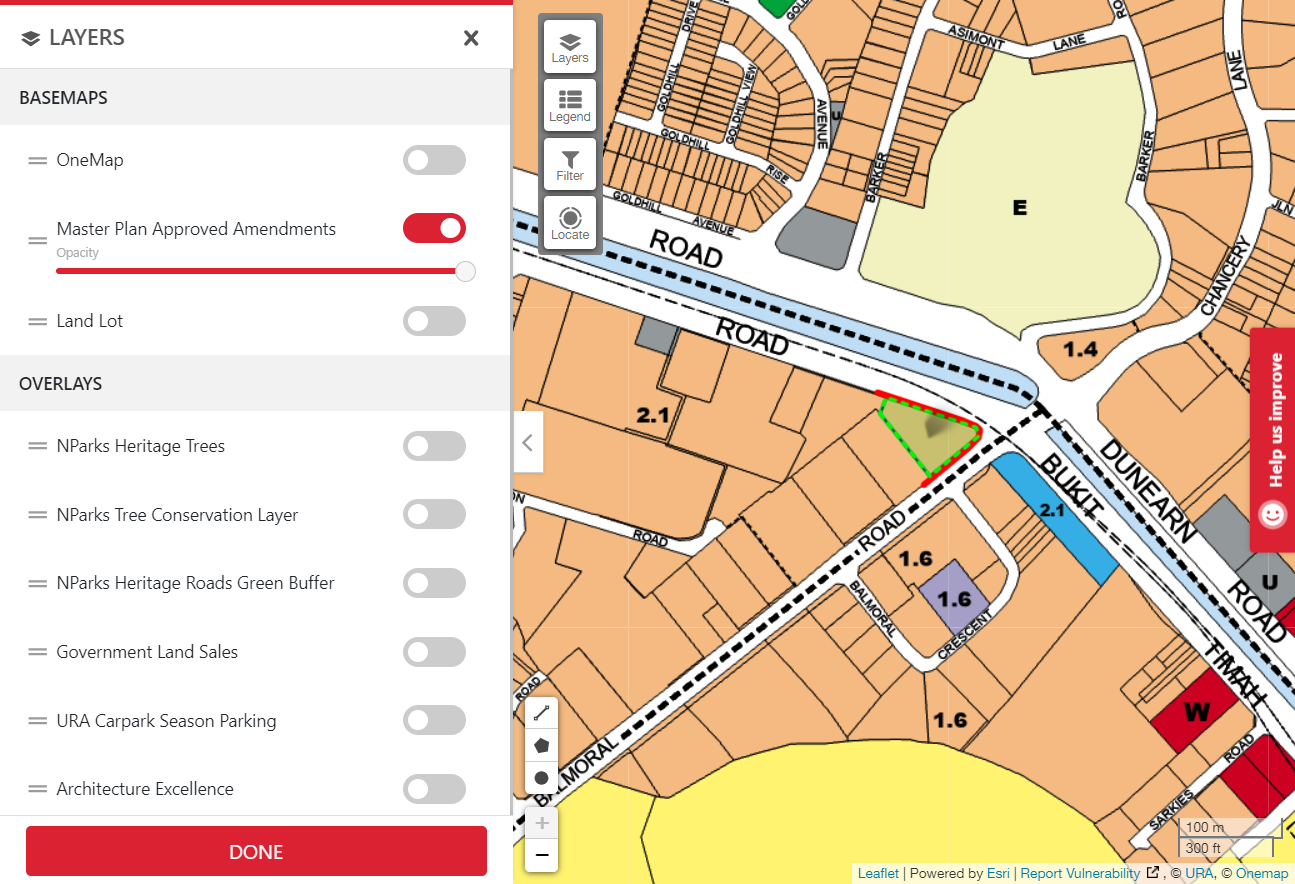 LAYERS
BASEMAPS
OneMap
Master Plan Approved Amendments
Opacity
Land Lot
OVERLAYS
NParks Heritage Trees
NParks Tree Conservation Layer
NParks Heritage Roads Green Buffer
Government Land Sales
URA Carpark Season Parking
Architecture Excellence
DONE
Layers
Legend
Filter
Locate
DRIVE
GOLDHILL
GOLDHILL VIEW
GOLDHILL
RISE
GOLDHILL
AVENUE
AVENUE
U
BARKER
ASIMONT
LANE
LANE
BARKER
E
JLN
CHANCERY
ROAD
ROAD
1.4
2.1
Help us improve
DUNEARN
ROAD
BUKIT
TIMAH
2.1
U
ROAD
ROAD
1.6
1.6
BALMORAL
CRESCENT
1.6
W
ROAD
BALMORAL
ROAD
SARKIES
100 m
300 ft
+
−
Leaflet | Powered by Esri | Report Vulnerability , © URA, © Onemap